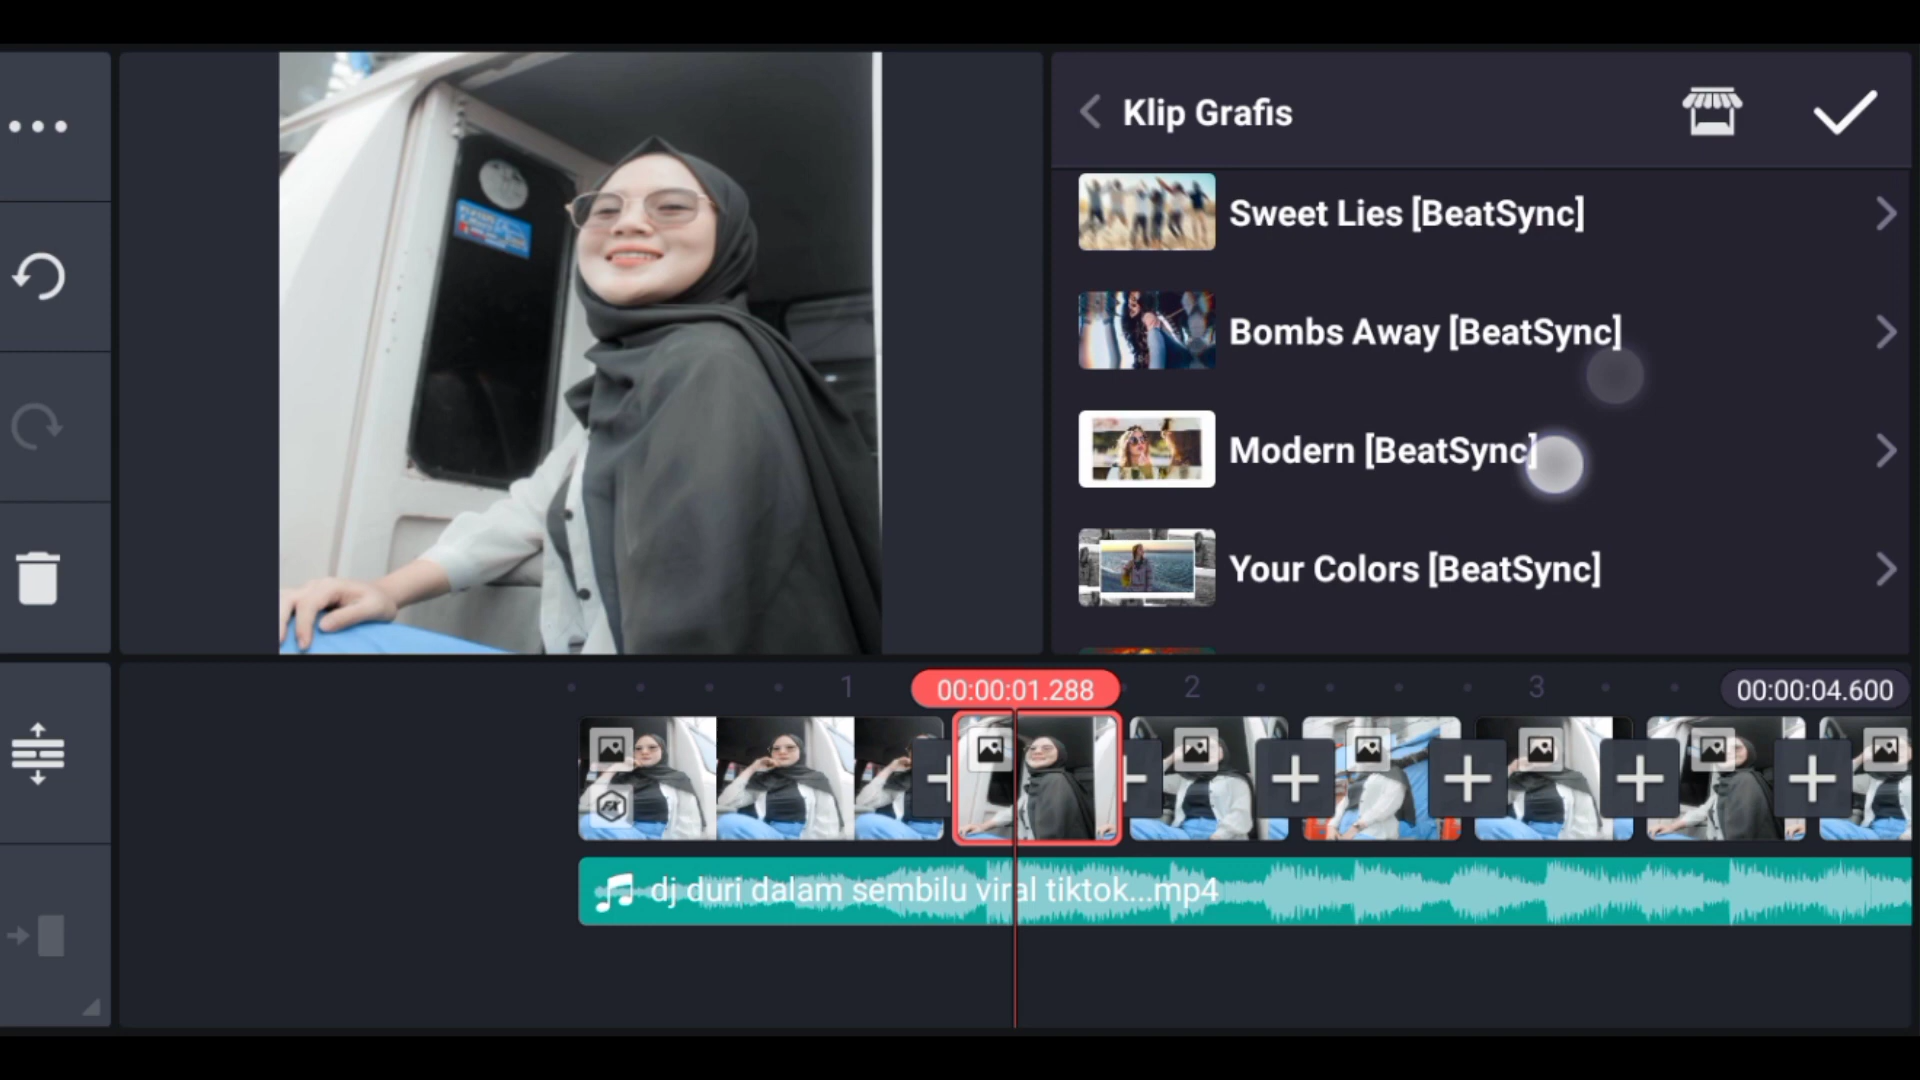 Klip Grafis
Sweet Lies [BeatSync]
Bombs Away [BeatSync]
Modern [BeatSync]
Your Colors [BeatSync]
1
00:00:01.288
2
3
00:00:04.600
FX
dj duri dalam sembilu viral tiktok...mp4